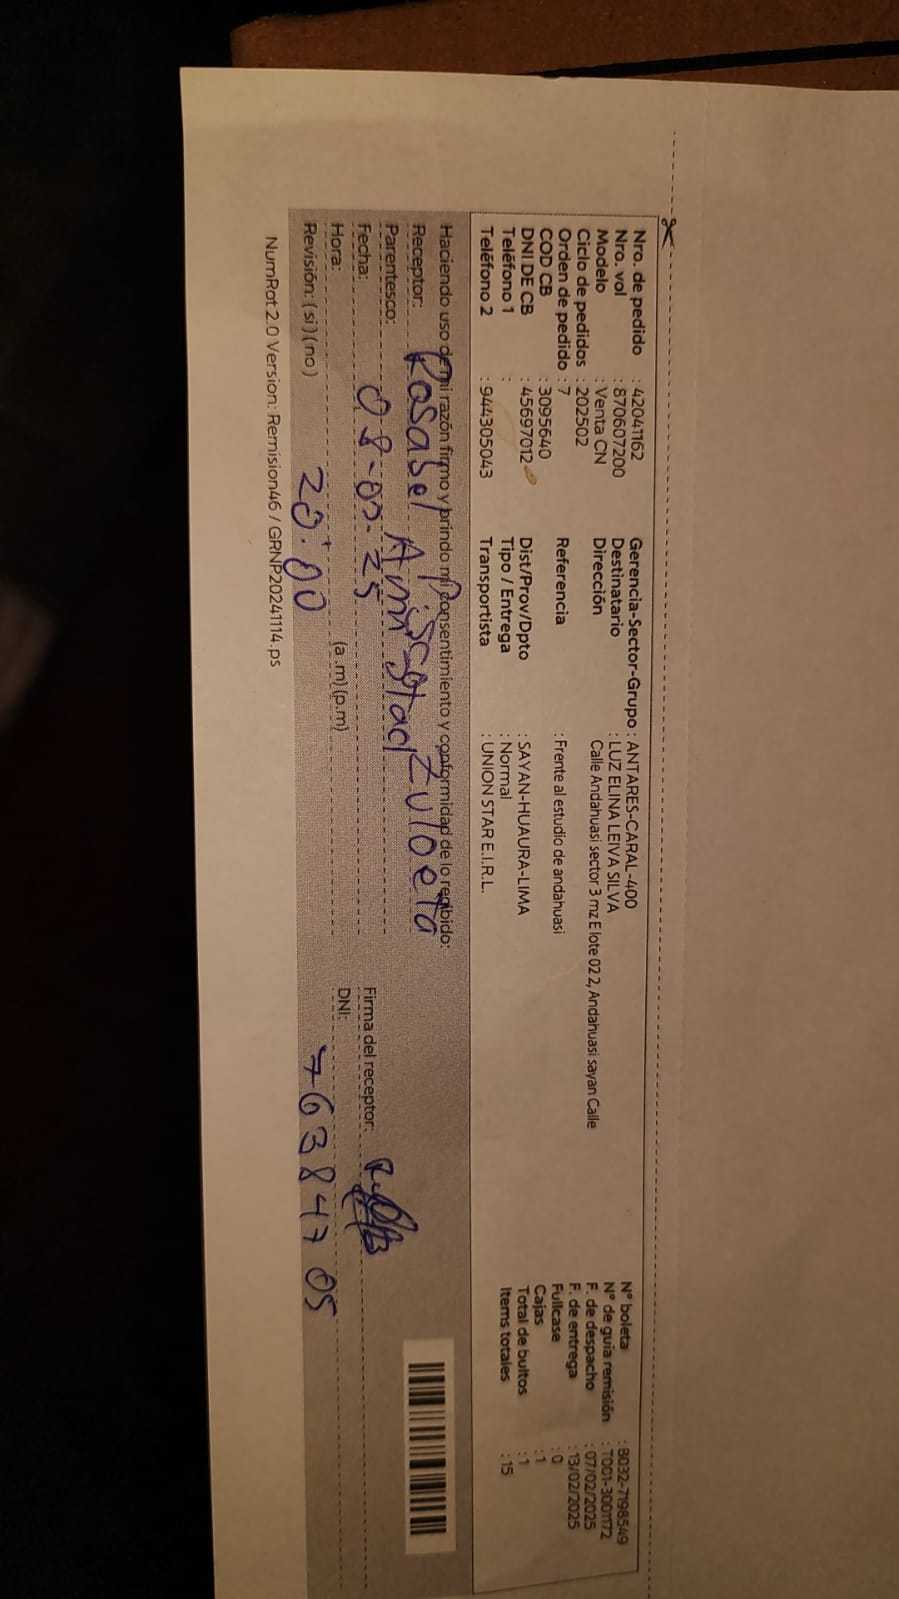 Nro. de pedido : 42041162
Nro. vol : 870607200
Modelo : Venta CN
Ciclo de pedidos : 202502
Orden de pedido : 7
COD CB : 3095640
DNI DE CB : 45697012
Teléfono 1 :
Teléfono 2 : 944305043
Gerencia-Sector-Grupo : ANTARES-CARAL-400
Destinatario : LUZ ELINA LEIVA SILVA
Dirección : Calle Andahuasi sector 3 mz E lote 02 2, Andahuasi sayan Calle
Referencia : Frente al estudio de andahuasi
Dist/Prov/Dpto : SAYAN-HUAURA-LIMA
Tipo / Entrega : Normal
Transportista : UNION STAR E.I.R.L.
N° boleta : B032-7198549
N° de guia remisión : T001-3001172
F. de despacho : 07/02/2025
F. de entrega : 13/02/2025
Fullcase : 0
Cajas : 1
Total de bultos : 1
Items totales : 15
Haciendo uso de mi razón firmo y brindo mi consentimiento y conformidad de lo recibido:
Receptor: Rosabel Zuloeta
Parentesco: Amistad
Fecha: 08-02-25
Hora: 20:00 (a .m) (p.m)
Revisión: (si) (no)
Firma del receptor:
DNI: 76384705
NumRot 2.0 Version: Remision46 / GRNP20241114.ps